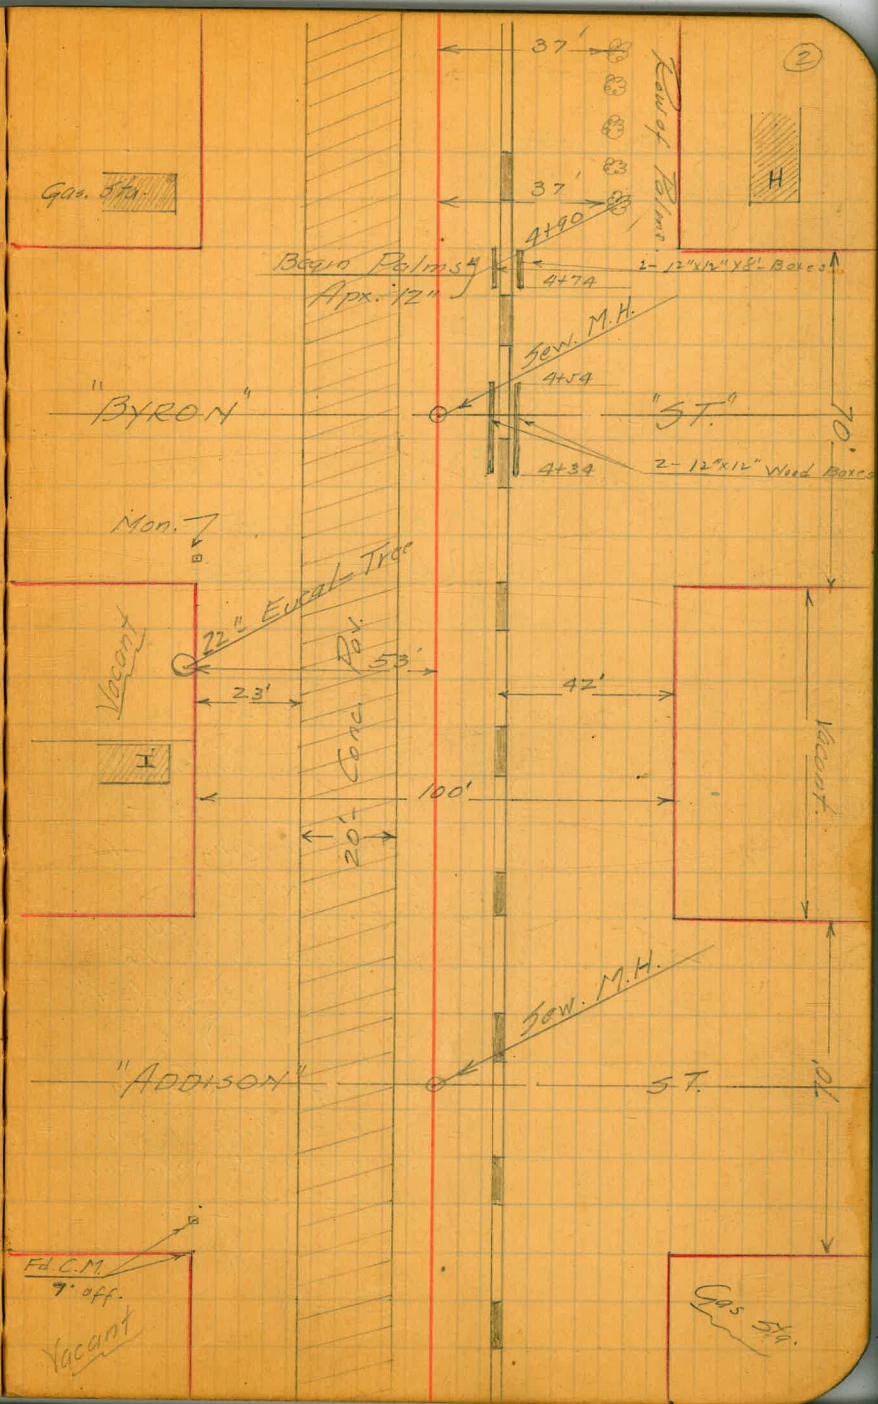 2
37'
Row of Palms.
H
Gas. Sta.
37'
4+90
Begin Palms
Apx. 12"
2-12"x12"x8'-Boxes
4+74
Sew. M.H.
4+54
"BYRON"
"ST."
70'
2-12"x12" Wood Boxes
4+34
Mon.
22" Eucal-Tree
Vacant
53'
23'
42'
20'- Conc. Pav.
H
Vacant.
100'
Sew. M.H.
"ADDISON"
ST.
70'
Fd. C.M.
9' off.
Vacant
Gas Sta.